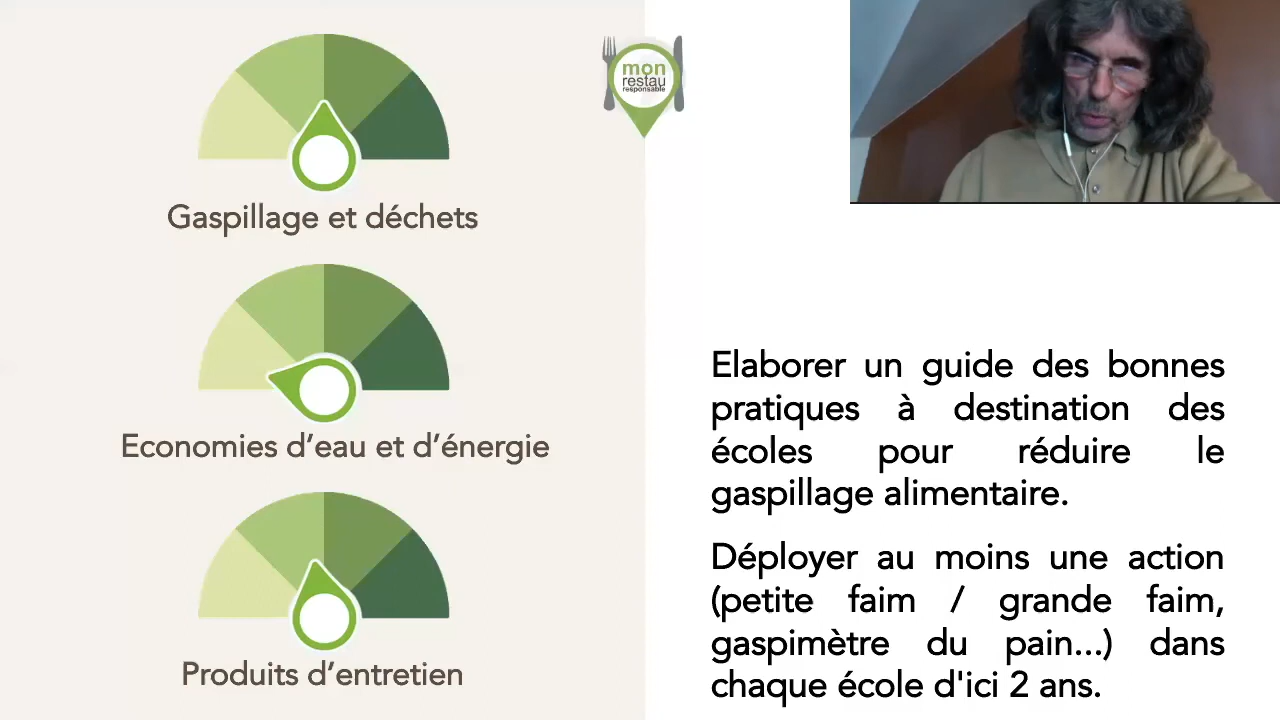 mon
restau
responsable
Gaspillage et déchets
Economies d’eau et d’énergie
Produits d’entretien
Elaborer un guide des bonnes
pratiques à destination des
écoles pour réduire le
gaspillage alimentaire.
Déployer au moins une action
(petite faim / grande faim,
gaspimètre du pain...) dans
chaque école d'ici 2 ans.